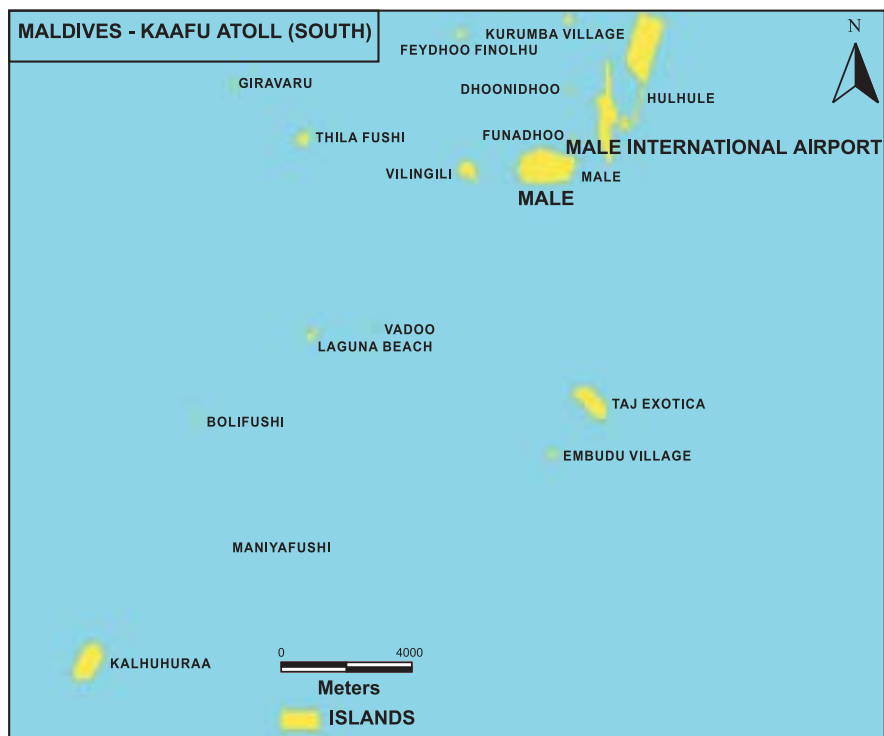 MALDIVES - KAAFU ATOLL (SOUTH)
KURUMBA VILLAGE
FEYDHOO FINOLHU
N
GIRAVARU
DHOONIDHOO
HULHULE
THILA FUSHI
FUNADHOO
MALE INTERNATIONAL AIRPORT
VILINGILI
MALE
MALE
VADOO
LAGUNA BEACH
TAJ EXOTICA
BOLIFUSHI
EMBUDU VILLAGE
MANIYAFUSHI
KALHUHURAA
0 4000
Meters
ISLANDS